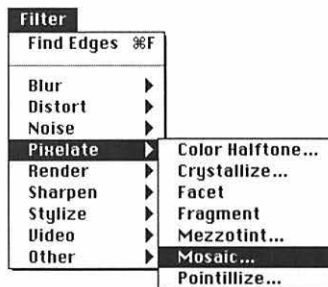 Filter
Find Edges ⌘F
Blur
Distort
Noise
Pixelate
Render
Sharpen
Stylize
Video
Other
Color Halftone...
Crystallize...
Facet
Fragment
Mezzotint...
Mosaic...
Pointillize...